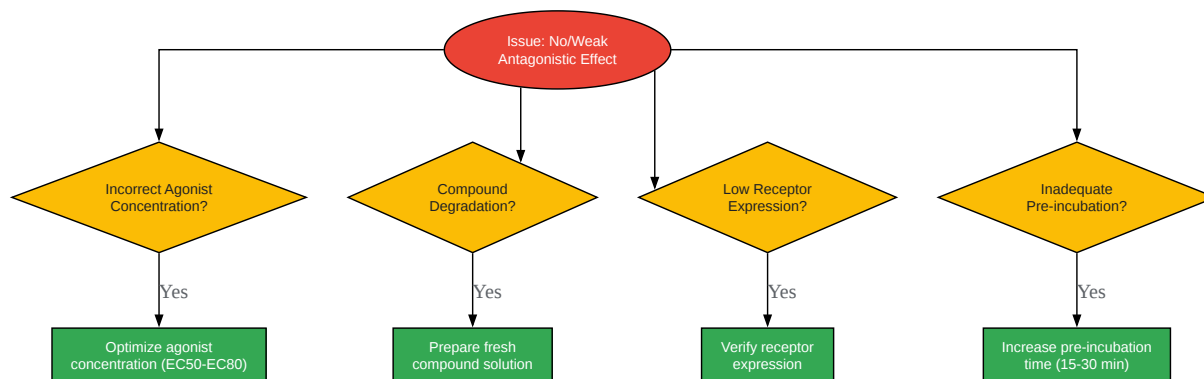 Issue: No/Weak
Antagonistic Effect
Incorrect Agonist
Concentration?
Compound
Degradation?
Low Receptor
Expression?
Inadequate
Pre-incubation?
Yes
Yes
Yes
Yes
Optimize agonist
concentration (EC50-EC80)
Prepare fresh
compound solution
Verify receptor
expression
Increase pre-incubation
time (15-30 min)